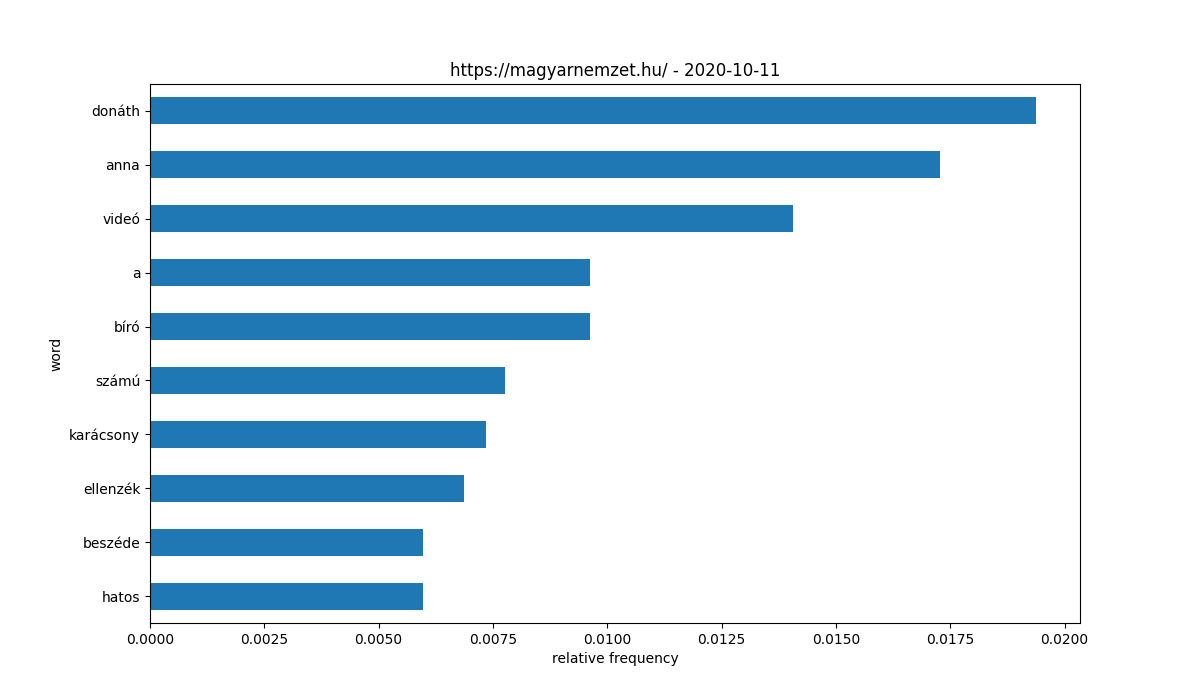 https://magyarnemzet.hu/ - 2020-10-11
donáth
anna
videó
a
bíró
számú
karácsony
ellenzék
beszéde
hatos
word
0.0000 0.0025 0.0050 0.0075 0.0100 0.0125 0.0150 0.0175 0.0200
relative frequency